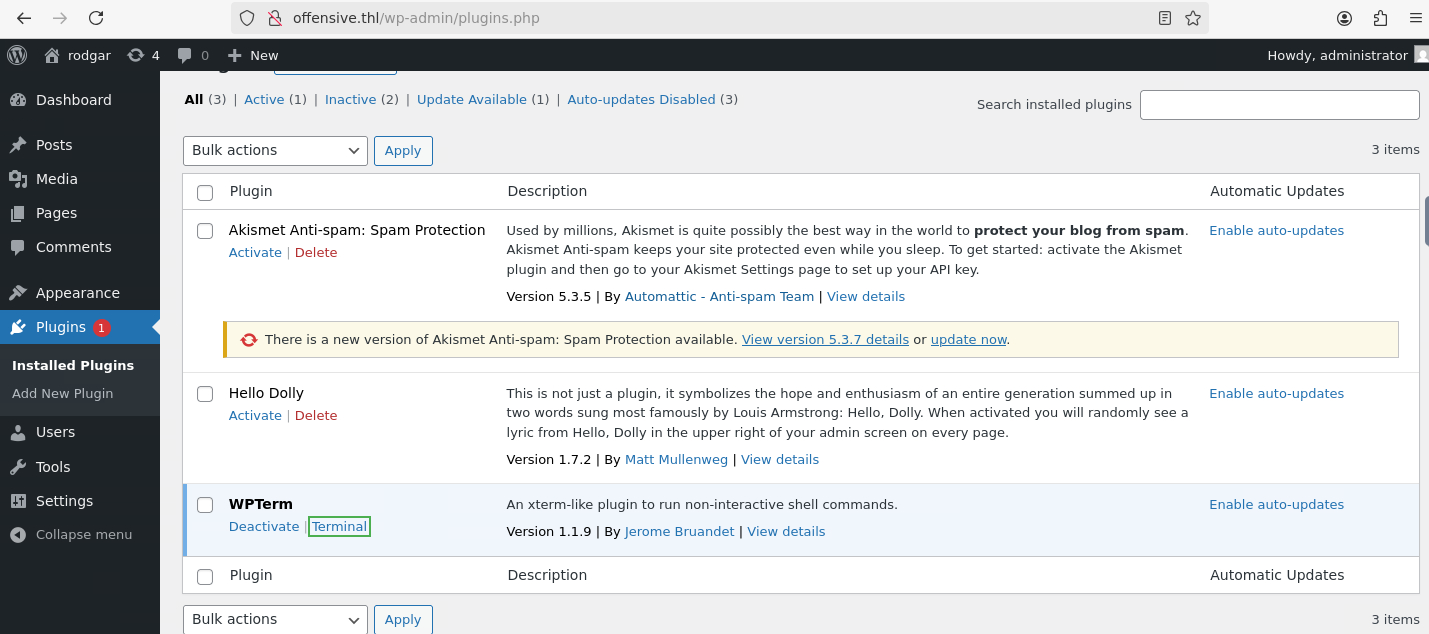 offensive.thl/wp-admin/plugins.php
rodgar 4 0 New Howdy, administrator
Dashboard
Posts
Media
Pages
Comments
Appearance
Plugins 1
Installed Plugins
Add New Plugin
Users
Tools
Settings
Collapse menu
All (3) | Active (1) | Inactive (2) | Update Available (1) | Auto-updates Disabled (3)
Search installed plugins
Bulk actions Apply 3 items
Plugin Description Automatic Updates
Akismet Anti-spam: Spam Protection
Activate | Delete
Used by millions, Akismet is quite possibly the best way in the world to protect your blog from spam.
Akismet Anti-spam keeps your site protected even while you sleep. To get started: activate the Akismet
plugin and then go to your Akismet Settings page to set up your API key.
Version 5.3.5 | By Automattic - Anti-spam Team | View details
Enable auto-updates
There is a new version of Akismet Anti-spam: Spam Protection available. View version 5.3.7 details or update now.
Hello Dolly
Activate | Delete
This is not just a plugin, it symbolizes the hope and enthusiasm of an entire generation summed up in
two words sung most famously by Louis Armstrong: Hello, Dolly. When activated you will randomly see a
lyric from Hello, Dolly in the upper right of your admin screen on every page.
Version 1.7.2 | By Matt Mullenweg | View details
Enable auto-updates
WPTerm
Deactivate | Terminal
An xterm-like plugin to run non-interactive shell commands.
Version 1.1.9 | By Jerome Bruandet | View details
Enable auto-updates
Plugin Description Automatic Updates
Bulk actions Apply 3 items